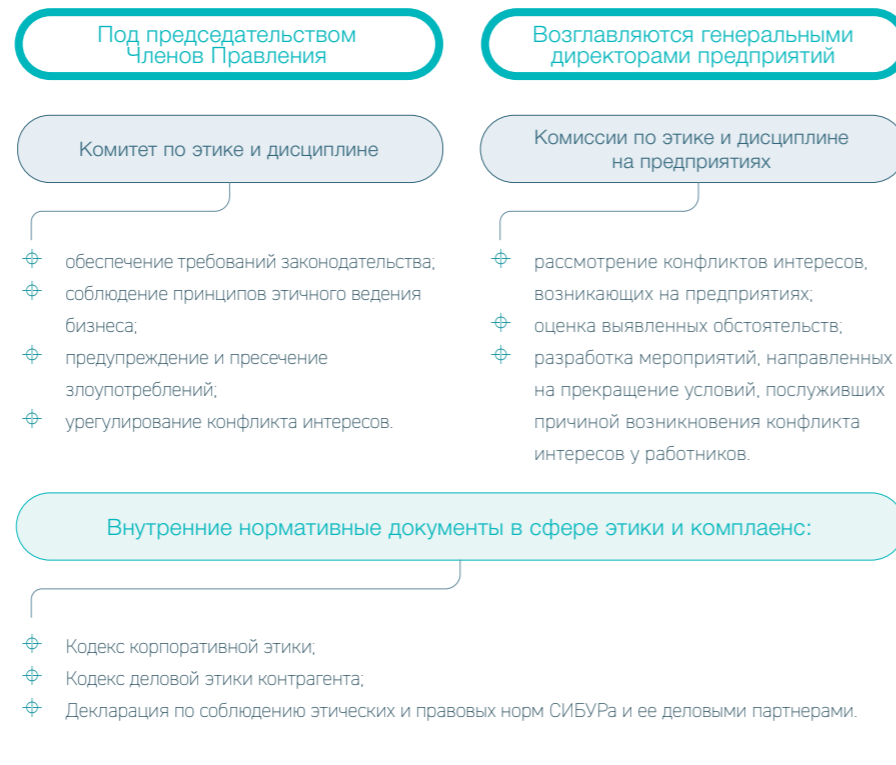 Под председательством
Членов Правления
Комитет по этике и дисциплине
обеспечение требований законодательства;
соблюдение принципов этичного ведения
бизнеса;
предупреждение и пресечение
злоупотреблений;
урегулирование конфликта интересов.
Возглавляются генеральными
директорами предприятий
Комиссии по этике и дисциплине
на предприятиях
рассмотрение конфликтов интересов,
возникающих на предприятиях;
оценка выявленных обстоятельств;
разработка мероприятий, направленных
на прекращение условий, послуживших
причиной возникновения конфликта
интересов у работников.
Внутренние нормативные документы в сфере этики и комплаенс:
Кодекс корпоративной этики;
Кодекс деловой этики контрагента;
Декларация по соблюдению этических и правовых норм СИБУРа и ее деловыми партнерами.